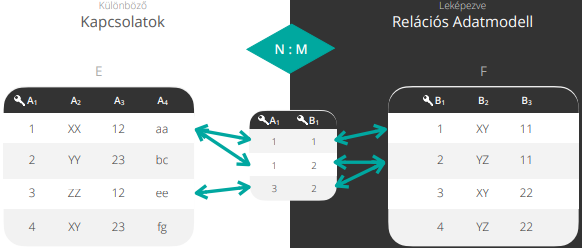 Különböző
Kapcsolatok
Leképezve
Relációs Adatmodell
N : M
E
F
A1 A2 A3 A4
1 XX 12 aa
2 YY 23 bc
3 ZZ 12 ee
4 XY 23 fg
A1 B1
1 1
1 2
3 2
B1 B2 B3
1 XY 11
2 YZ 11
3 XY 22
4 YZ 22